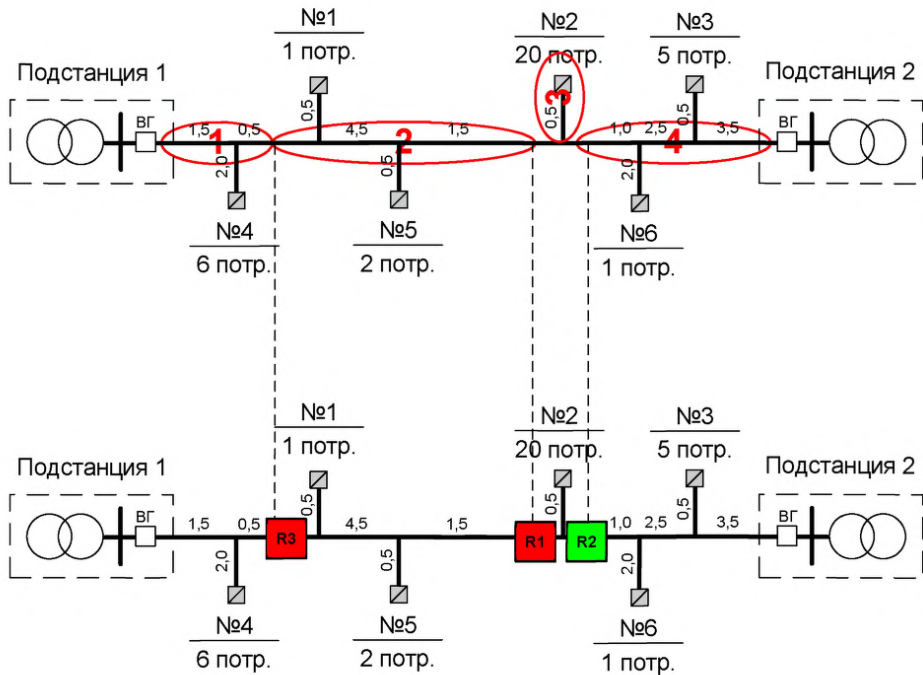 №1
1 потр.
№2
20 потр.
№3
5 потр.
Подстанция 1
Подстанция 2
ВГ
1,5
1
0,5
0,5
4,5
2
1,5
0,5
3
1,0
2,5
4
0,5
3,5
ВГ
2,0
0,5
2,0
№4
6 потр.
№5
2 потр.
№6
1 потр.
№1
1 потр.
№2
20 потр.
№3
5 потр.
Подстанция 1
Подстанция 2
ВГ
1,5
0,5
R3
0,5
4,5
1,5
R1
0,5
R2
1,0
2,5
0,5
3,5
ВГ
2,0
0,5
2,0
№4
6 потр.
№5
2 потр.
№6
1 потр.